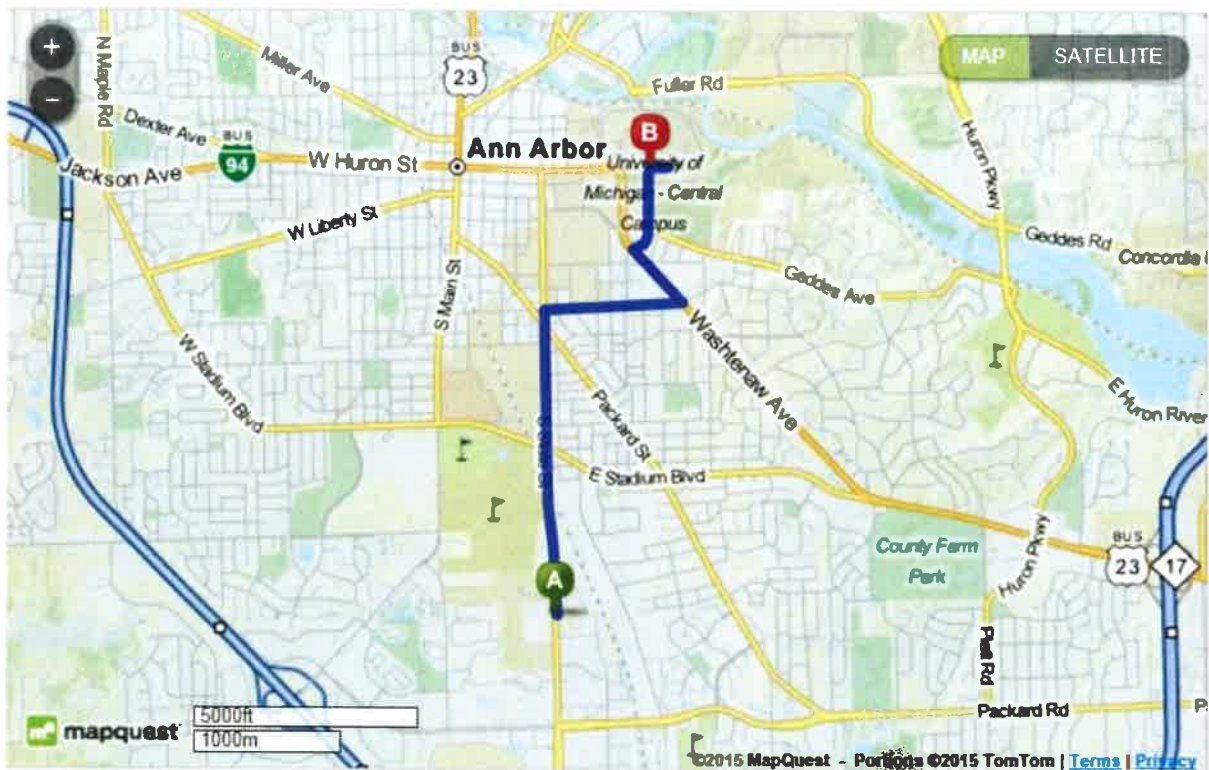 +
−
N Maple Rd
Miller Ave
BUS
23
Fuller Rd
MAP
SATELLITE
Dexter Ave
BUS
94
Jackson Ave
W Huron St
Ann Arbor
B
University of
Michigan - Central
Campus
Huron Pkwy
W Liberty St
Geddes Rd
Concordia U
Geddes Ave
S Main St
W Stadium Blvd
Washtenaw Ave
E Huron River
Packard St
E Stadium Blvd
County Farm
Park
BUS
23
17
A
Huron Pkwy
Platt Rd
Packard Rd
P
mapquest
5000ft
1000m
©2015 MapQuest - Portions ©2015 TomTom | Terms | Privacy